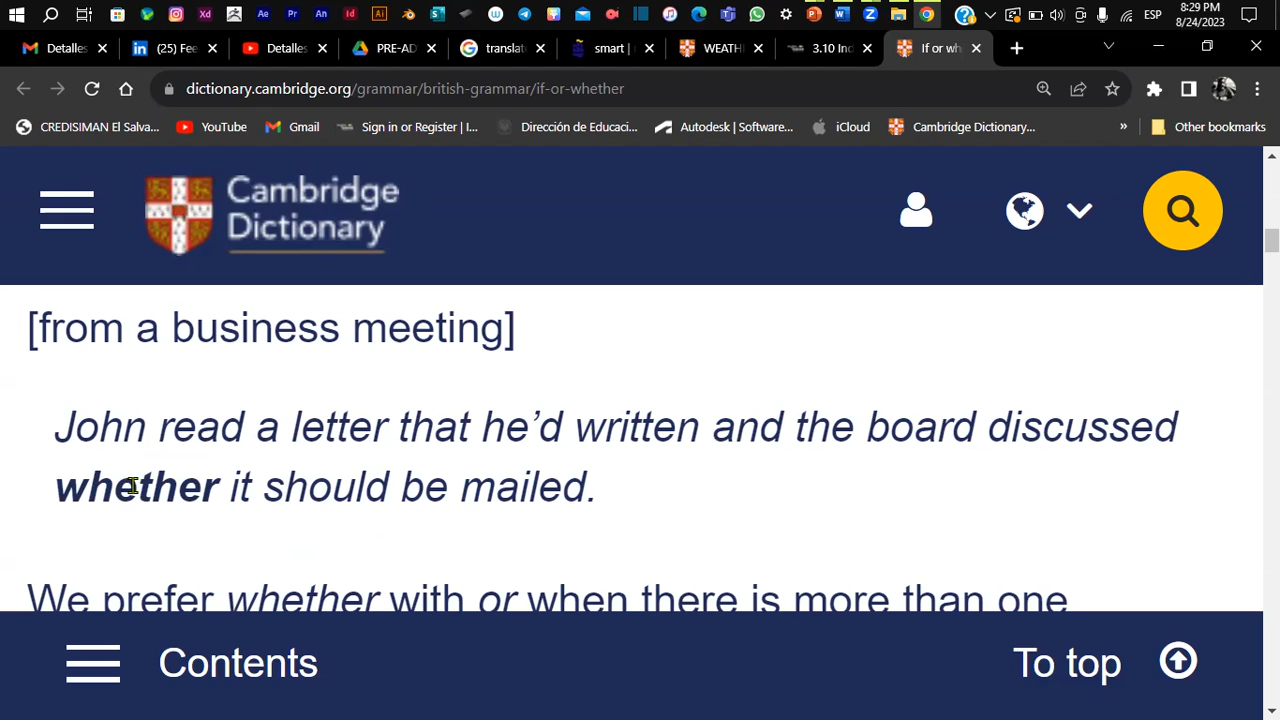 8:29 PM
ESP
8/24/2023
Detalles
(25) Fee
Detalles
PRE-AD
translat
smart |
WEATH
3.10 Ind
If or wh
dictionary.cambridge.org/grammar/british-grammar/if-or-whether
CREDISIMAN El Salva...
YouTube
Gmail
Sign in or Register | I...
Dirección de Educaci...
Autodesk | Software...
iCloud
Cambridge Dictionary...
»
Other bookmarks
Cambridge
Dictionary
[from a business meeting]
John read a letter that he’d written and the board discussed
whether it should be mailed.
We prefer whether with or when there is more than one
Contents
To top